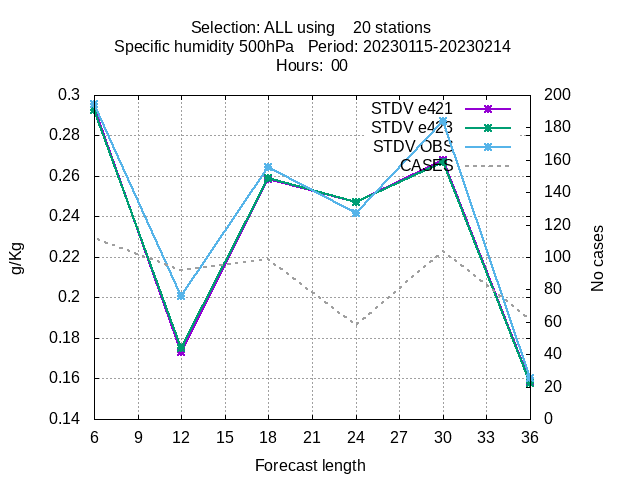 Selection: ALL using    20 stations
Specific humidity 500hPa   Period: 20230115-20230214
Hours:  00
STDV e421
STDV e423
STDV OBS
CASES
0.3
0.28
0.26
0.24
0.22
0.2
0.18
0.16
0.14
g/Kg
200
180
160
140
120
100
80
60
40
20
0
No cases
6 9 12 15 18 21 24 27 30 33 36
Forecast length